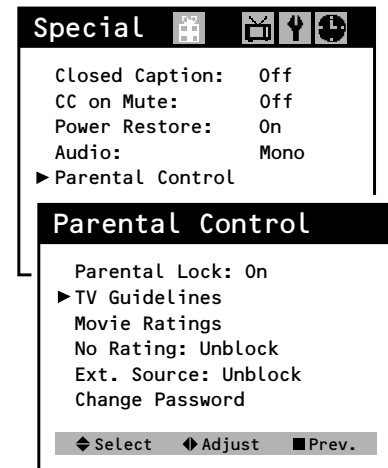 Special
Closed Caption: Off
CC on Mute: Off
Power Restore: On
Audio: Mono
▶Parental Control
Parental Control
Parental Lock: On
▶TV Guidelines
Movie Ratings
No Rating: Unblock
Ext. Source: Unblock
Change Password
Select Adjust Prev.